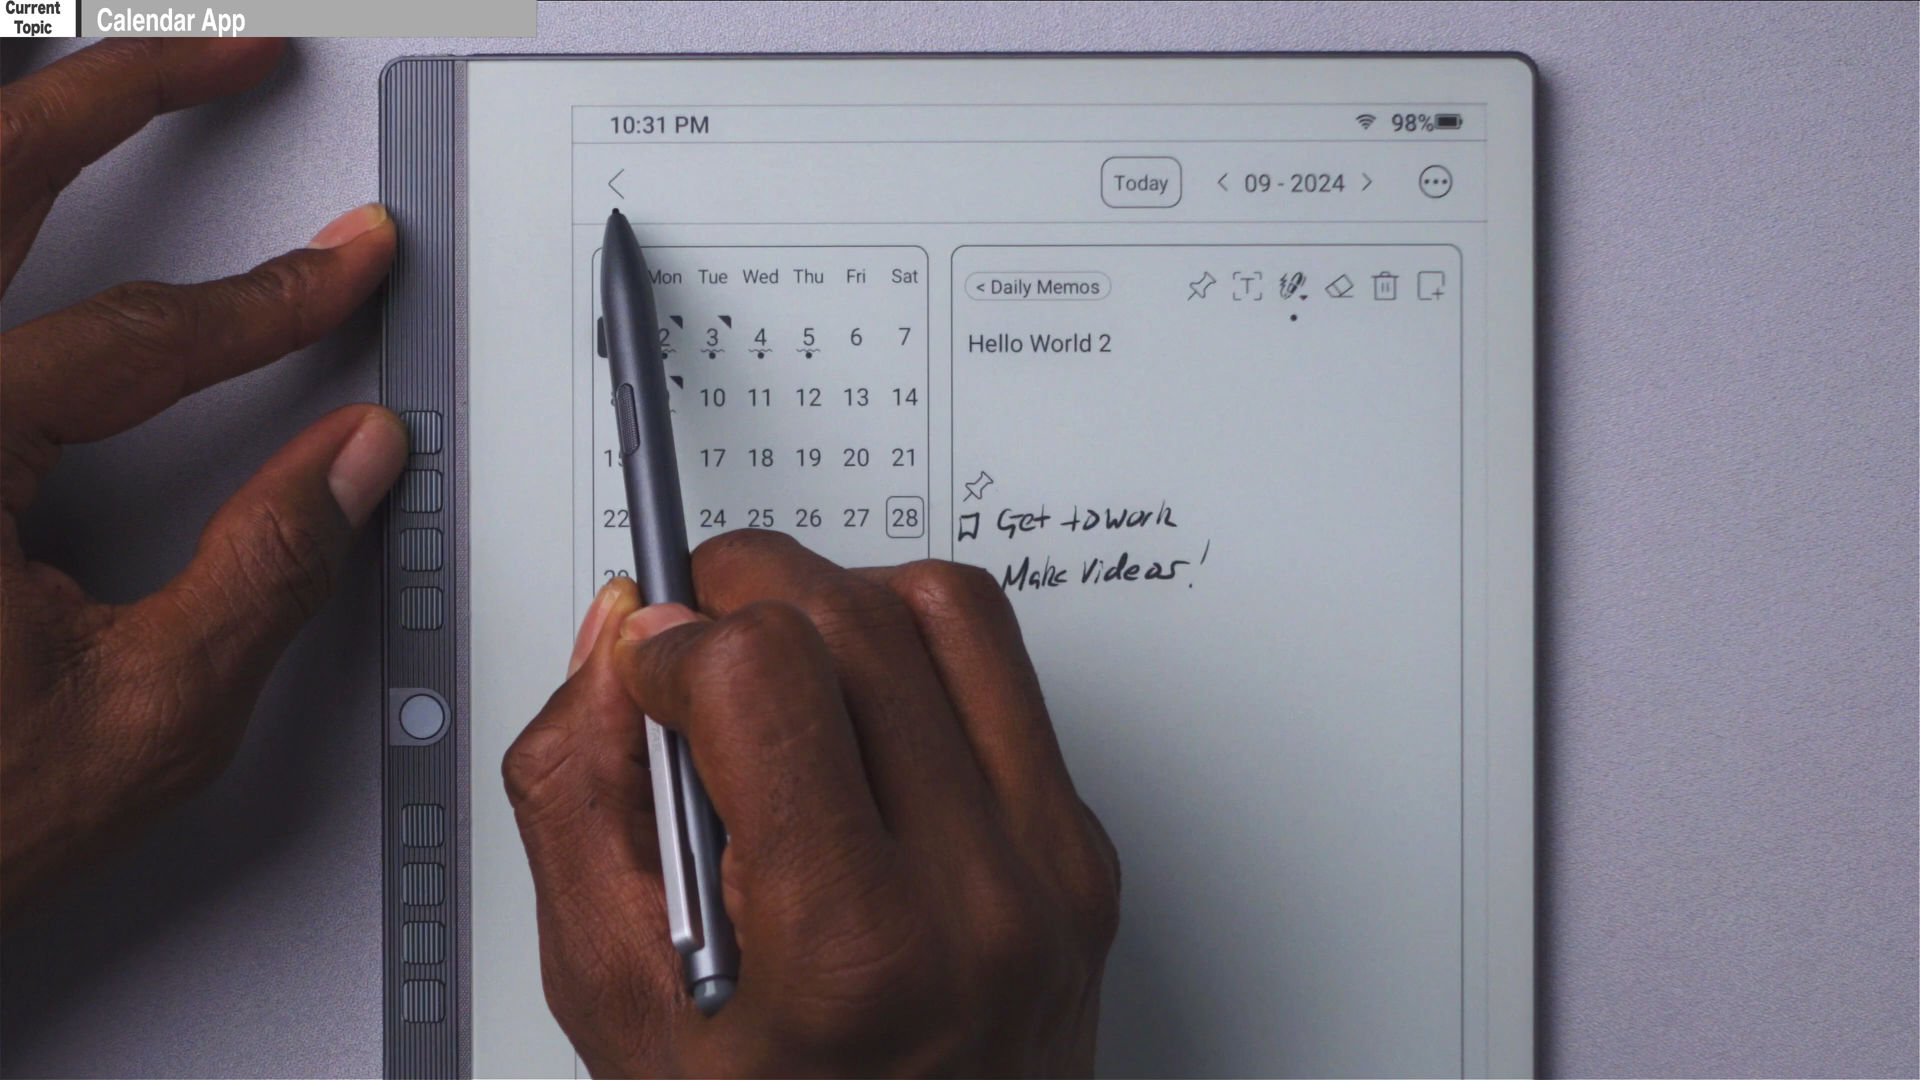 Current
Topic
Calendar App
10:31 PM
98%
Today
< 09 - 2024 >
Mon Tue Wed Thu Fri Sat
2 3 4 5 6 7
10 11 12 13 14
17 18 19 20 21
22 24 25 26 27 28
< Daily Memos
T
Hello World 2
Get to work
Make Videos!